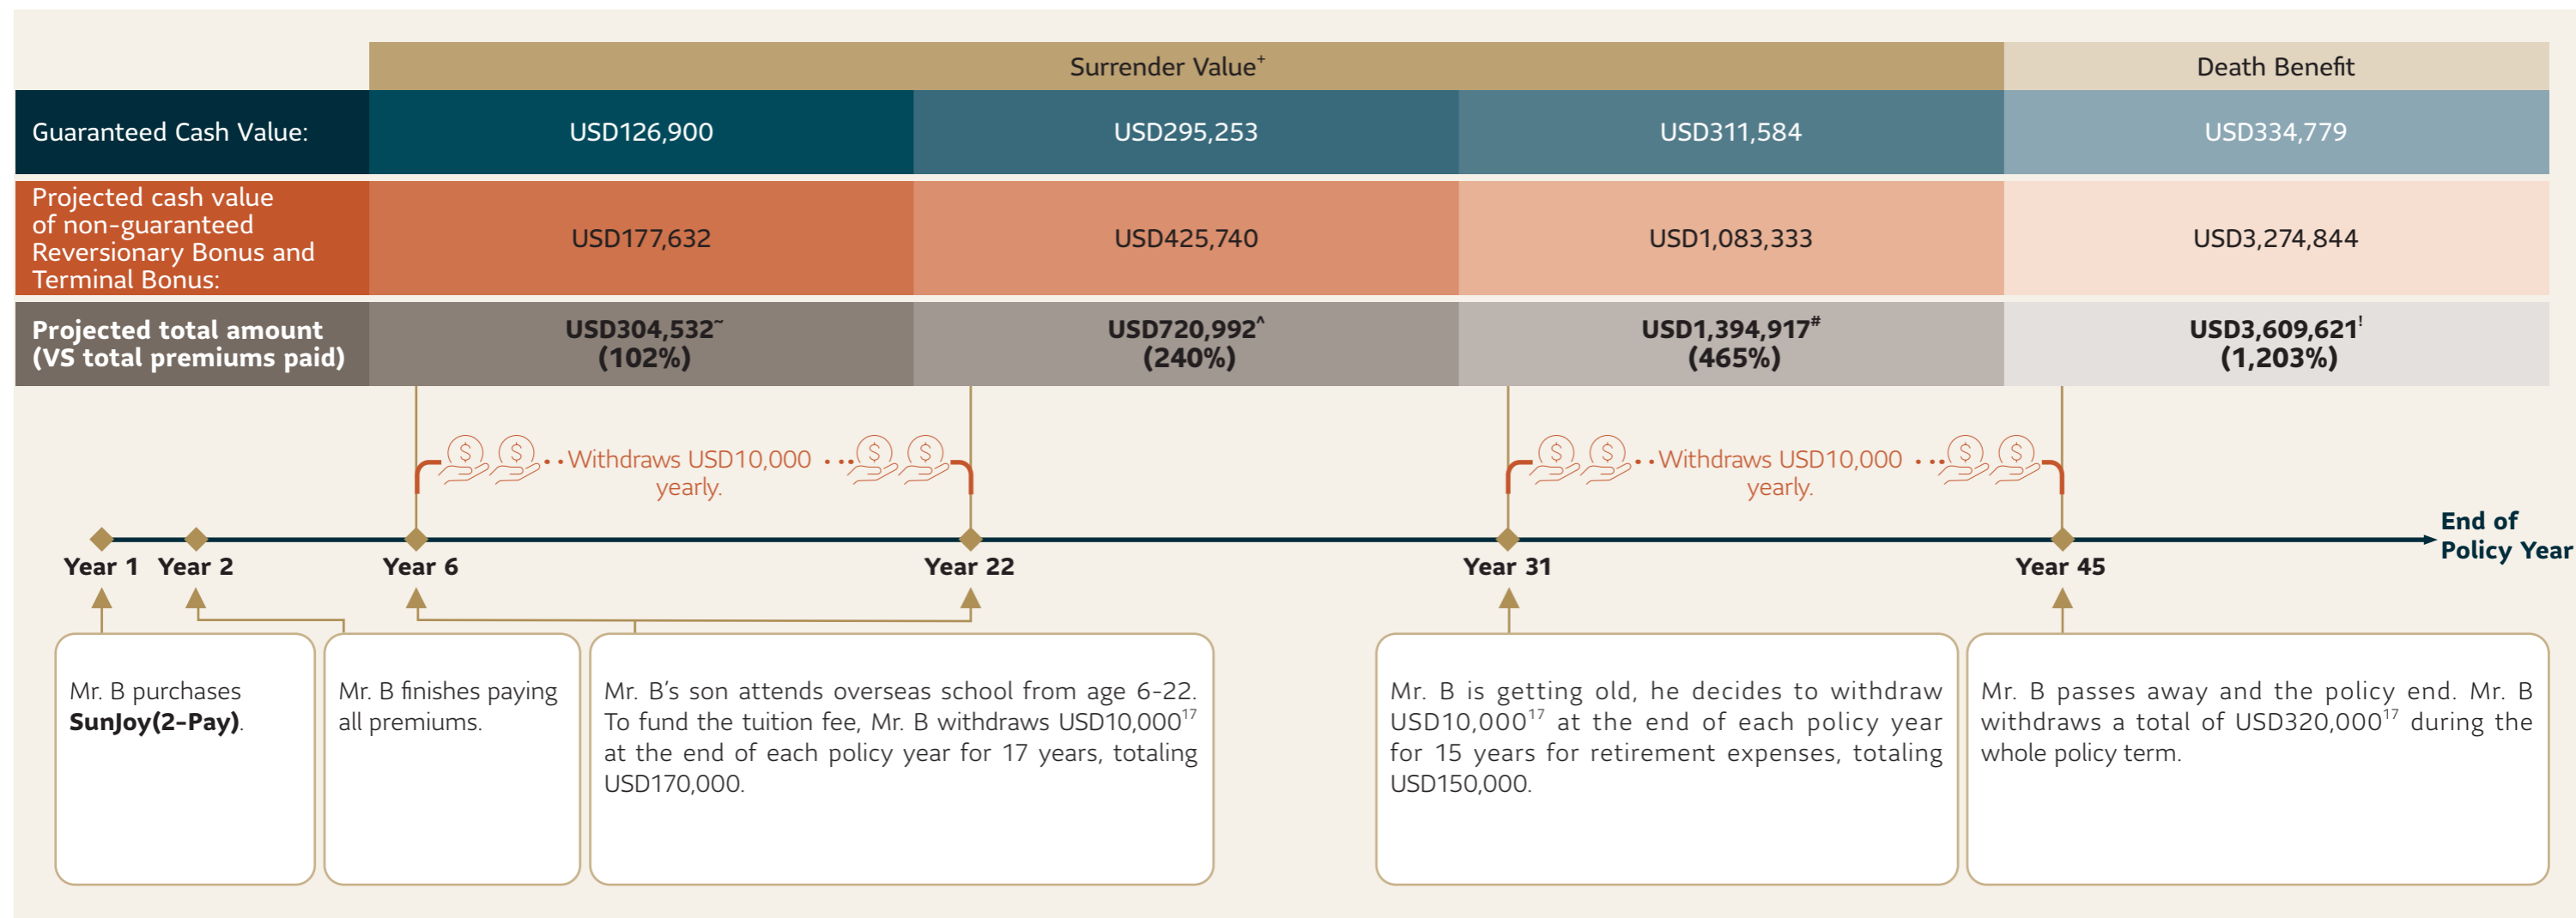 Surrender Value+
Death Benefit
Guaranteed Cash Value:
USD126,900
USD295,253
USD311,584
USD334,779
Projected cash value
of non-guaranteed
Reversionary Bonus and
Terminal Bonus:
USD177,632
USD425,740
USD1,083,333
USD3,274,844
Projected total amount
(VS total premiums paid)
USD304,532~
(102%)
USD720,992^
(240%)
USD1,394,917#
(465%)
USD3,609,621!
(1,203%)
Withdraws USD10,000
yearly.
Withdraws USD10,000
yearly.
End of
Policy Year
Year 1
Year 2
Year 6
Year 22
Year 31
Year 45
Mr. B purchases
SunJoy(2-Pay).
Mr. B finishes paying
all premiums.
Mr. B's son attends overseas school from age 6-22.
To fund the tuition fee, Mr. B withdraws USD10,000¹⁷
at the end of each policy year for 17 years, totaling
USD170,000.
Mr. B is getting old, he decides to withdraw
USD10,000¹⁷ at the end of each policy year
for 15 years for retirement expenses, totaling
USD150,000.
Mr. B passes away and the policy end. Mr. B
withdraws a total of USD320,000¹⁷ during the
whole policy term.